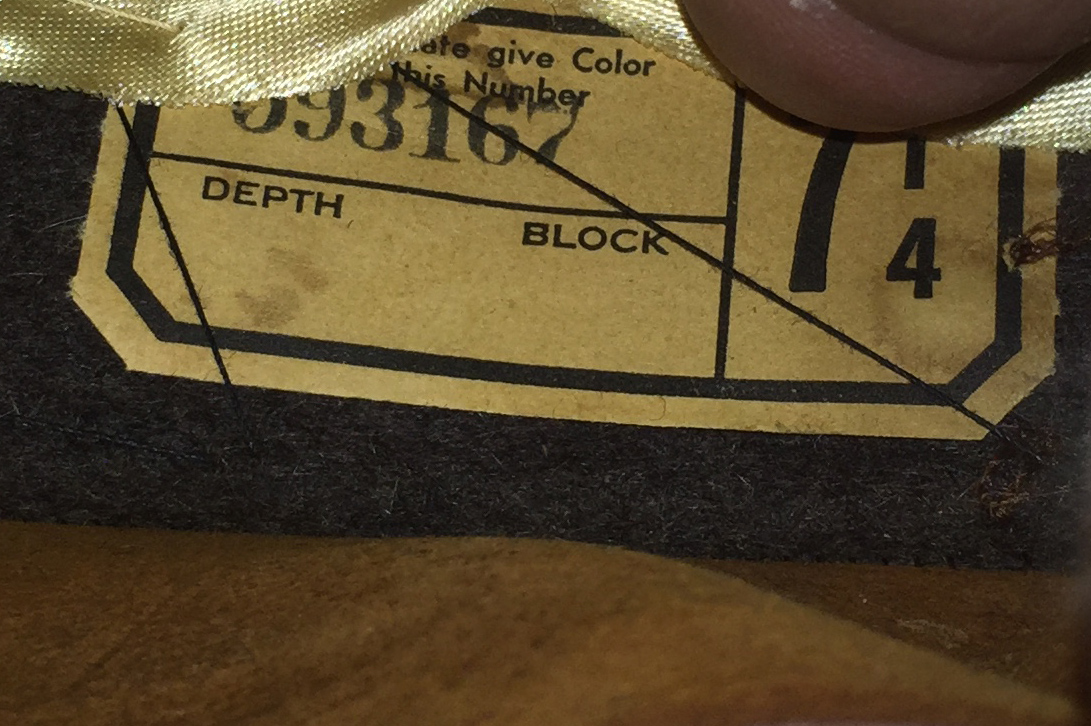 give Color
this Number
593167
DEPTH
BLOCK
7 1/4